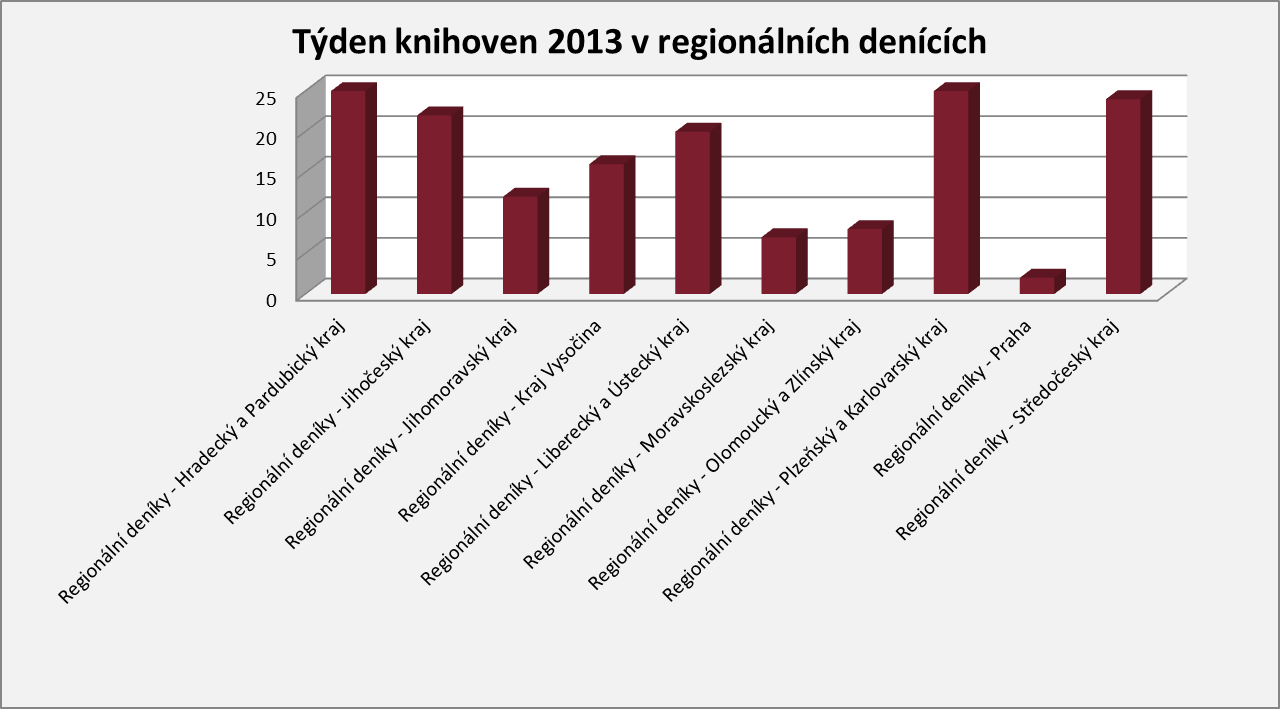 Týden knihoven 2013 v regionálních denících
25
20
15
10
5
0
Regionální deníky - Hradecký a Pardubický kraj
Regionální deníky - Jihočeský kraj
Regionální deníky - Jihomoravský kraj
Regionální deníky - Kraj Vysočina
Regionální deníky - Liberecký a Ústecký kraj
Regionální deníky - Moravskoslezský kraj
Regionální deníky - Olomoucký a Zlínský kraj
Regionální deníky - Plzeňský a Karlovarský kraj
Regionální deníky - Praha
Regionální deníky - Středočeský kraj